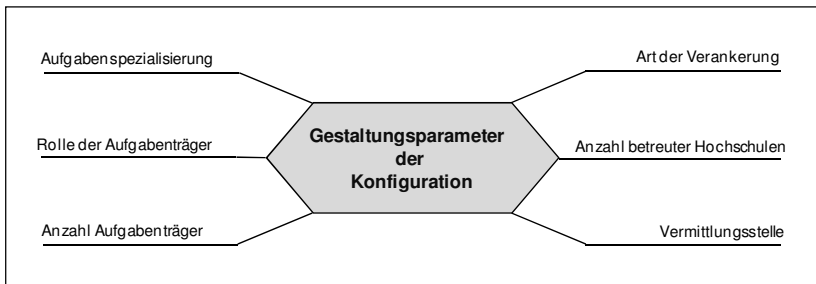 Aufgabenspezialisierung
Art der Verankerung
Rolle der Aufgabenträger
Gestaltungsparameter
der
Konfiguration
Anzahl betreuter Hochschulen
Anzahl Aufgabenträger
Vermittlungsstelle